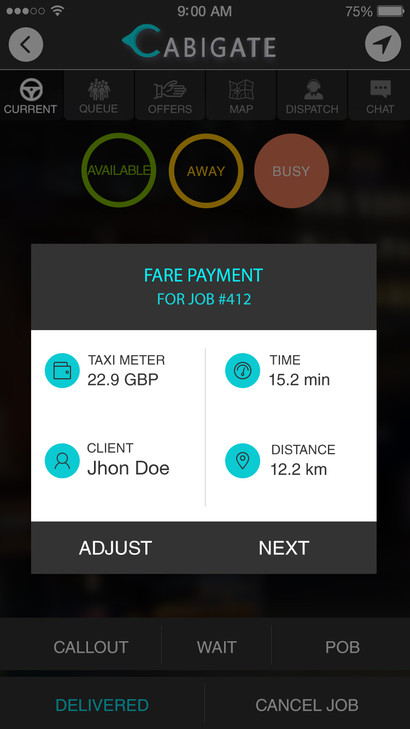 9:00 AM 75%
CABIGATE
CURRENT QUEUE OFFERS MAP DISPATCH CHAT
AVAILABLE AWAY BUSY
FARE PAYMENT
FOR JOB #412
TAXI METER
22.9 GBP
TIME
15.2 min
CLIENT
Jhon Doe
DISTANCE
12.2 km
ADJUST NEXT
CALLOUT WAIT POB
DELIVERED CANCEL JOB